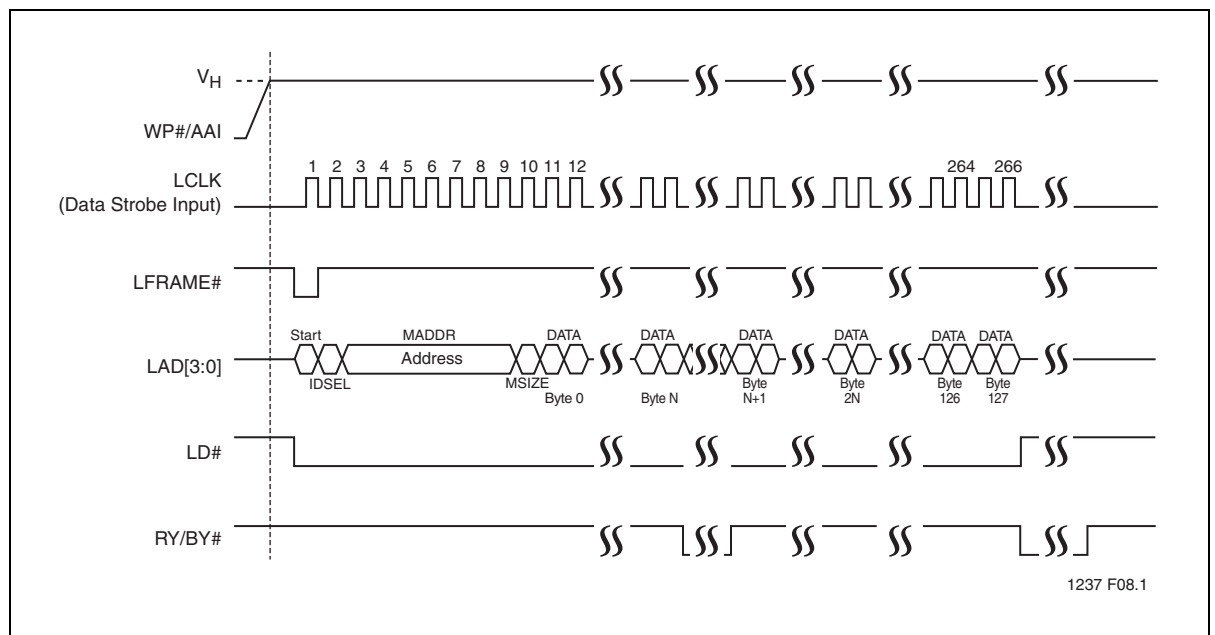 VH
WP#/AAI
1 2 3 4 5 6 7 8 9 10 11 12 264 266
LCLK
(Data Strobe Input)
LFRAME#
Start MADDR DATA DATA DATA DATA DATA DATA
LAD[3:0] Address
IDSEL MSIZE Byte 0 Byte N Byte N+1 Byte 2N Byte 126 Byte 127
LD#
RY/BY#
1237 F08.1